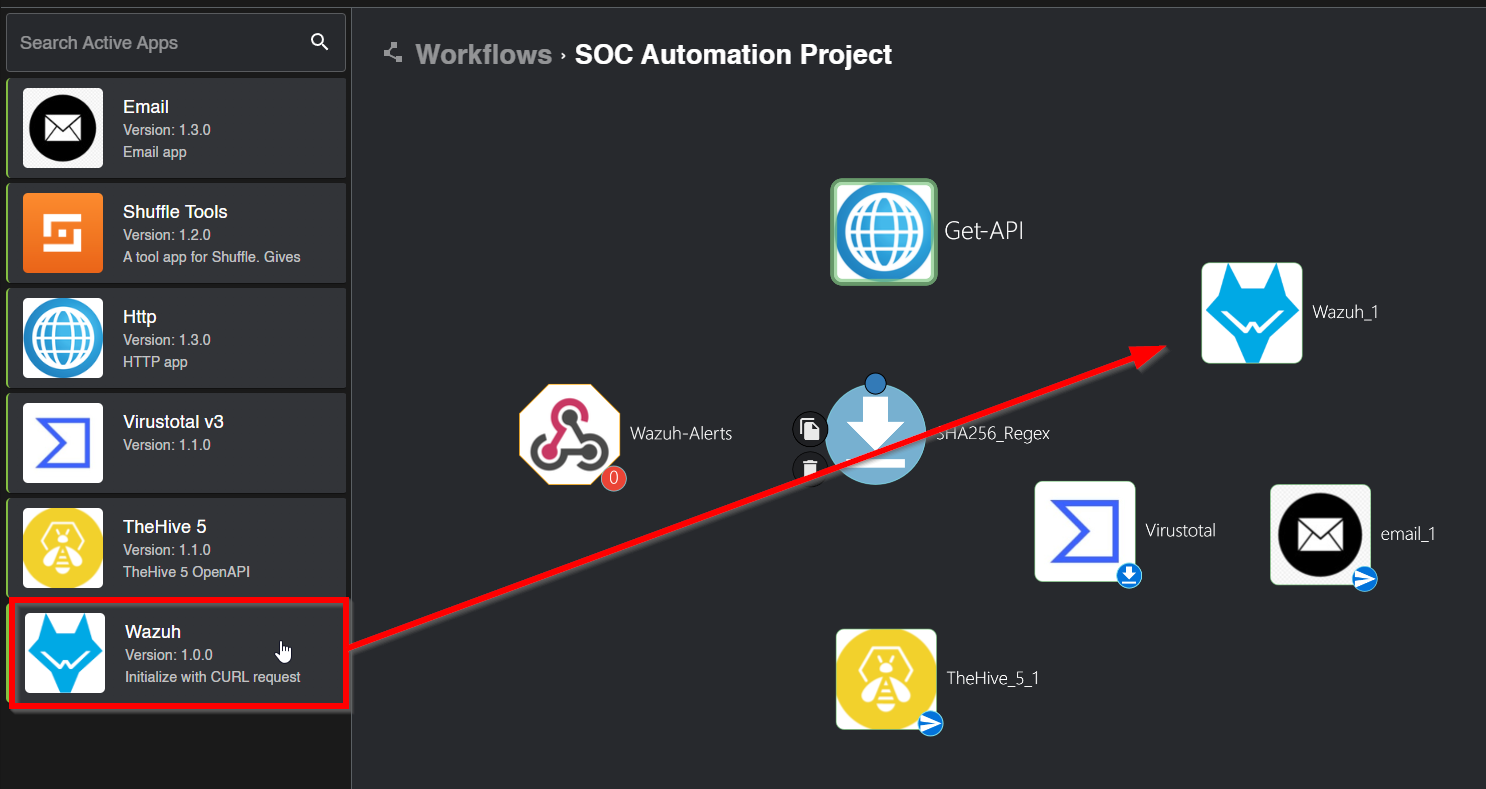 Search Active Apps
Email
Version: 1.3.0
Email app
Shuffle Tools
Version: 1.2.0
A tool app for Shuffle. Gives
Http
Version: 1.3.0
HTTP app
Virustotal v3
Version: 1.1.0
TheHive 5
Version: 1.1.0
TheHive 5 OpenAPI
Wazuh
Version: 1.0.0
Initialize with CURL request
Workflows › SOC Automation Project
Get-API
Wazuh_1
Wazuh-Alerts
0
SHA256_Regex
Virustotal
email_1
TheHive_5_1